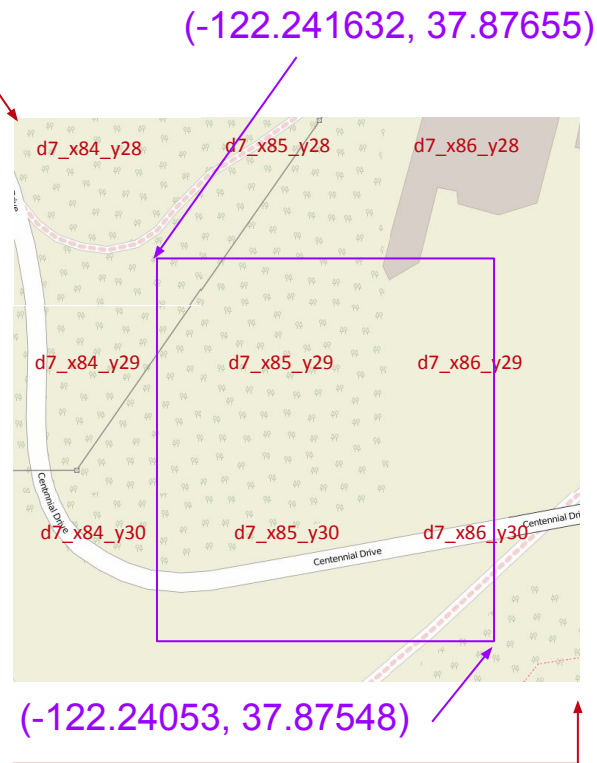 (-122.241632, 37.87655)
d7_x84_y28 d7_x85_y28 d7_x86_y28
d7_x84_y29 d7_x85_y29 d7_x86_y29
Centennial Drive
d7_x84_y30 d7_x85_y30 d7_x86_y30
Centennial Dri
Centennial Drive
(-122.24053, 37.87548)